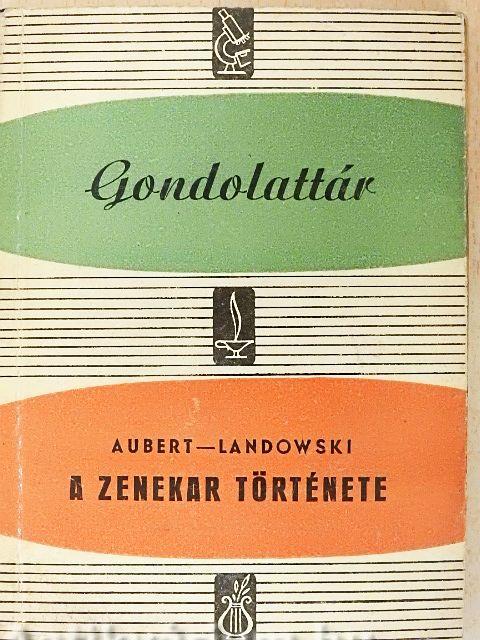 Gondolattár
AUBERT—LANDOWSKI
A ZENEKAR TÖRTÉNETE